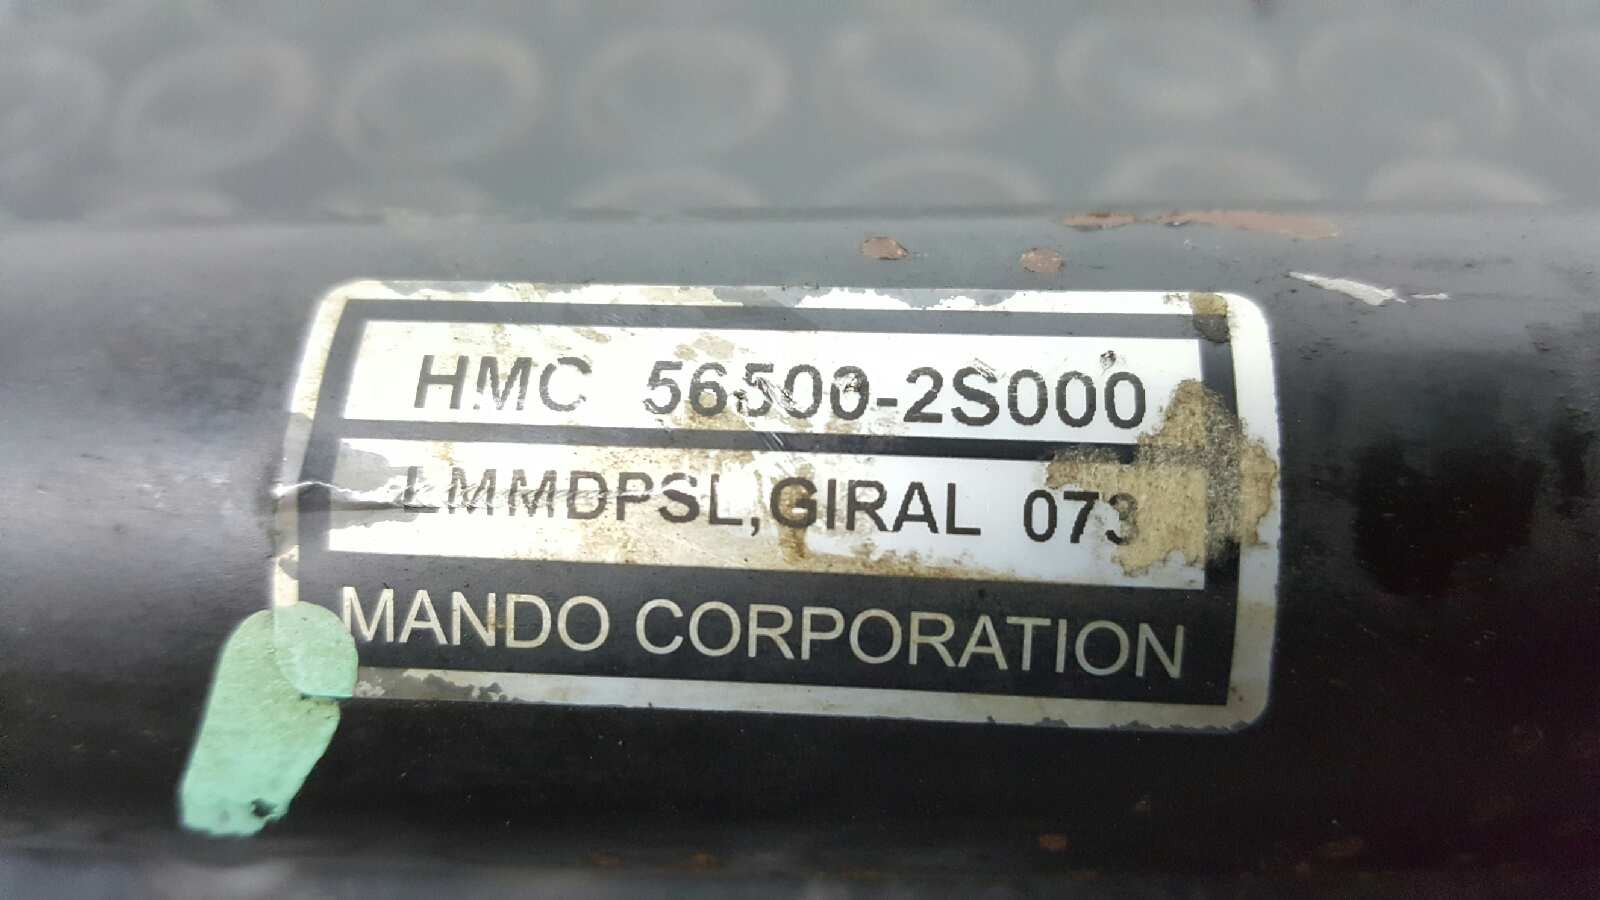 HMC 56500-2S000
LMMDPSL,GIRAL 073
MANDO CORPORATION